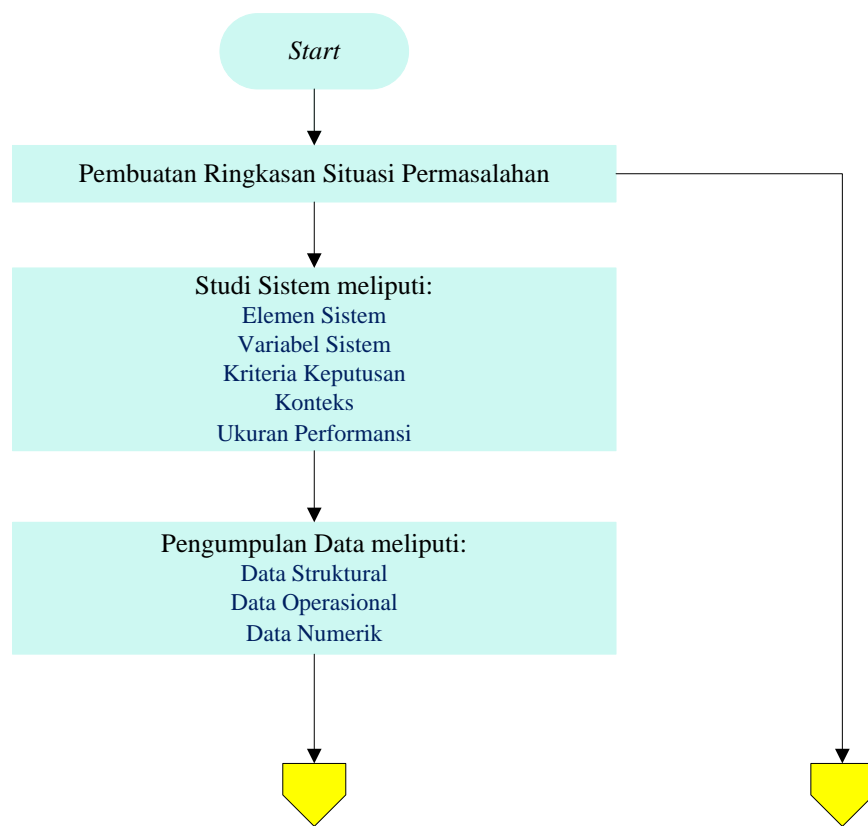 Start
Pembuatan Ringkasan Situasi Permasalahan
Studi Sistem meliputi:
Elemen Sistem
Variabel Sistem
Kriteria Keputusan
Konteks
Ukuran Performansi
Pengumpulan Data meliputi:
Data Struktural
Data Operasional
Data Numerik